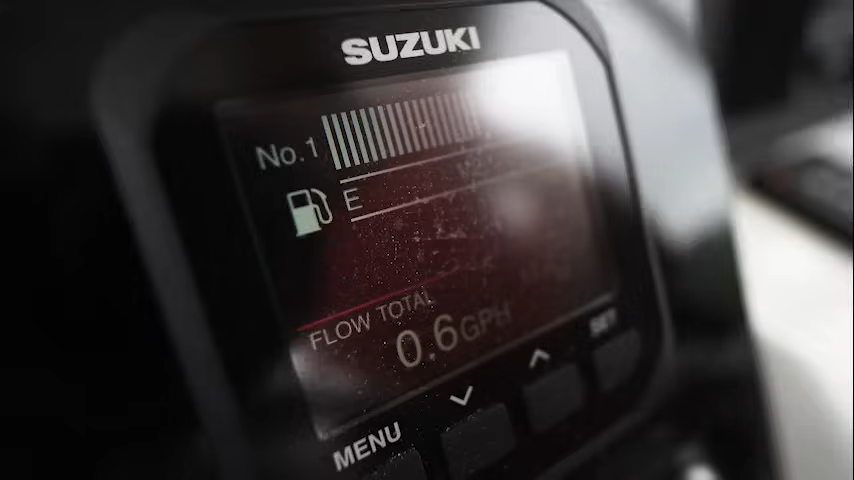 SUZUKI
No.1
E
FLOW TOTAL
0.6GPH
SET
MENU